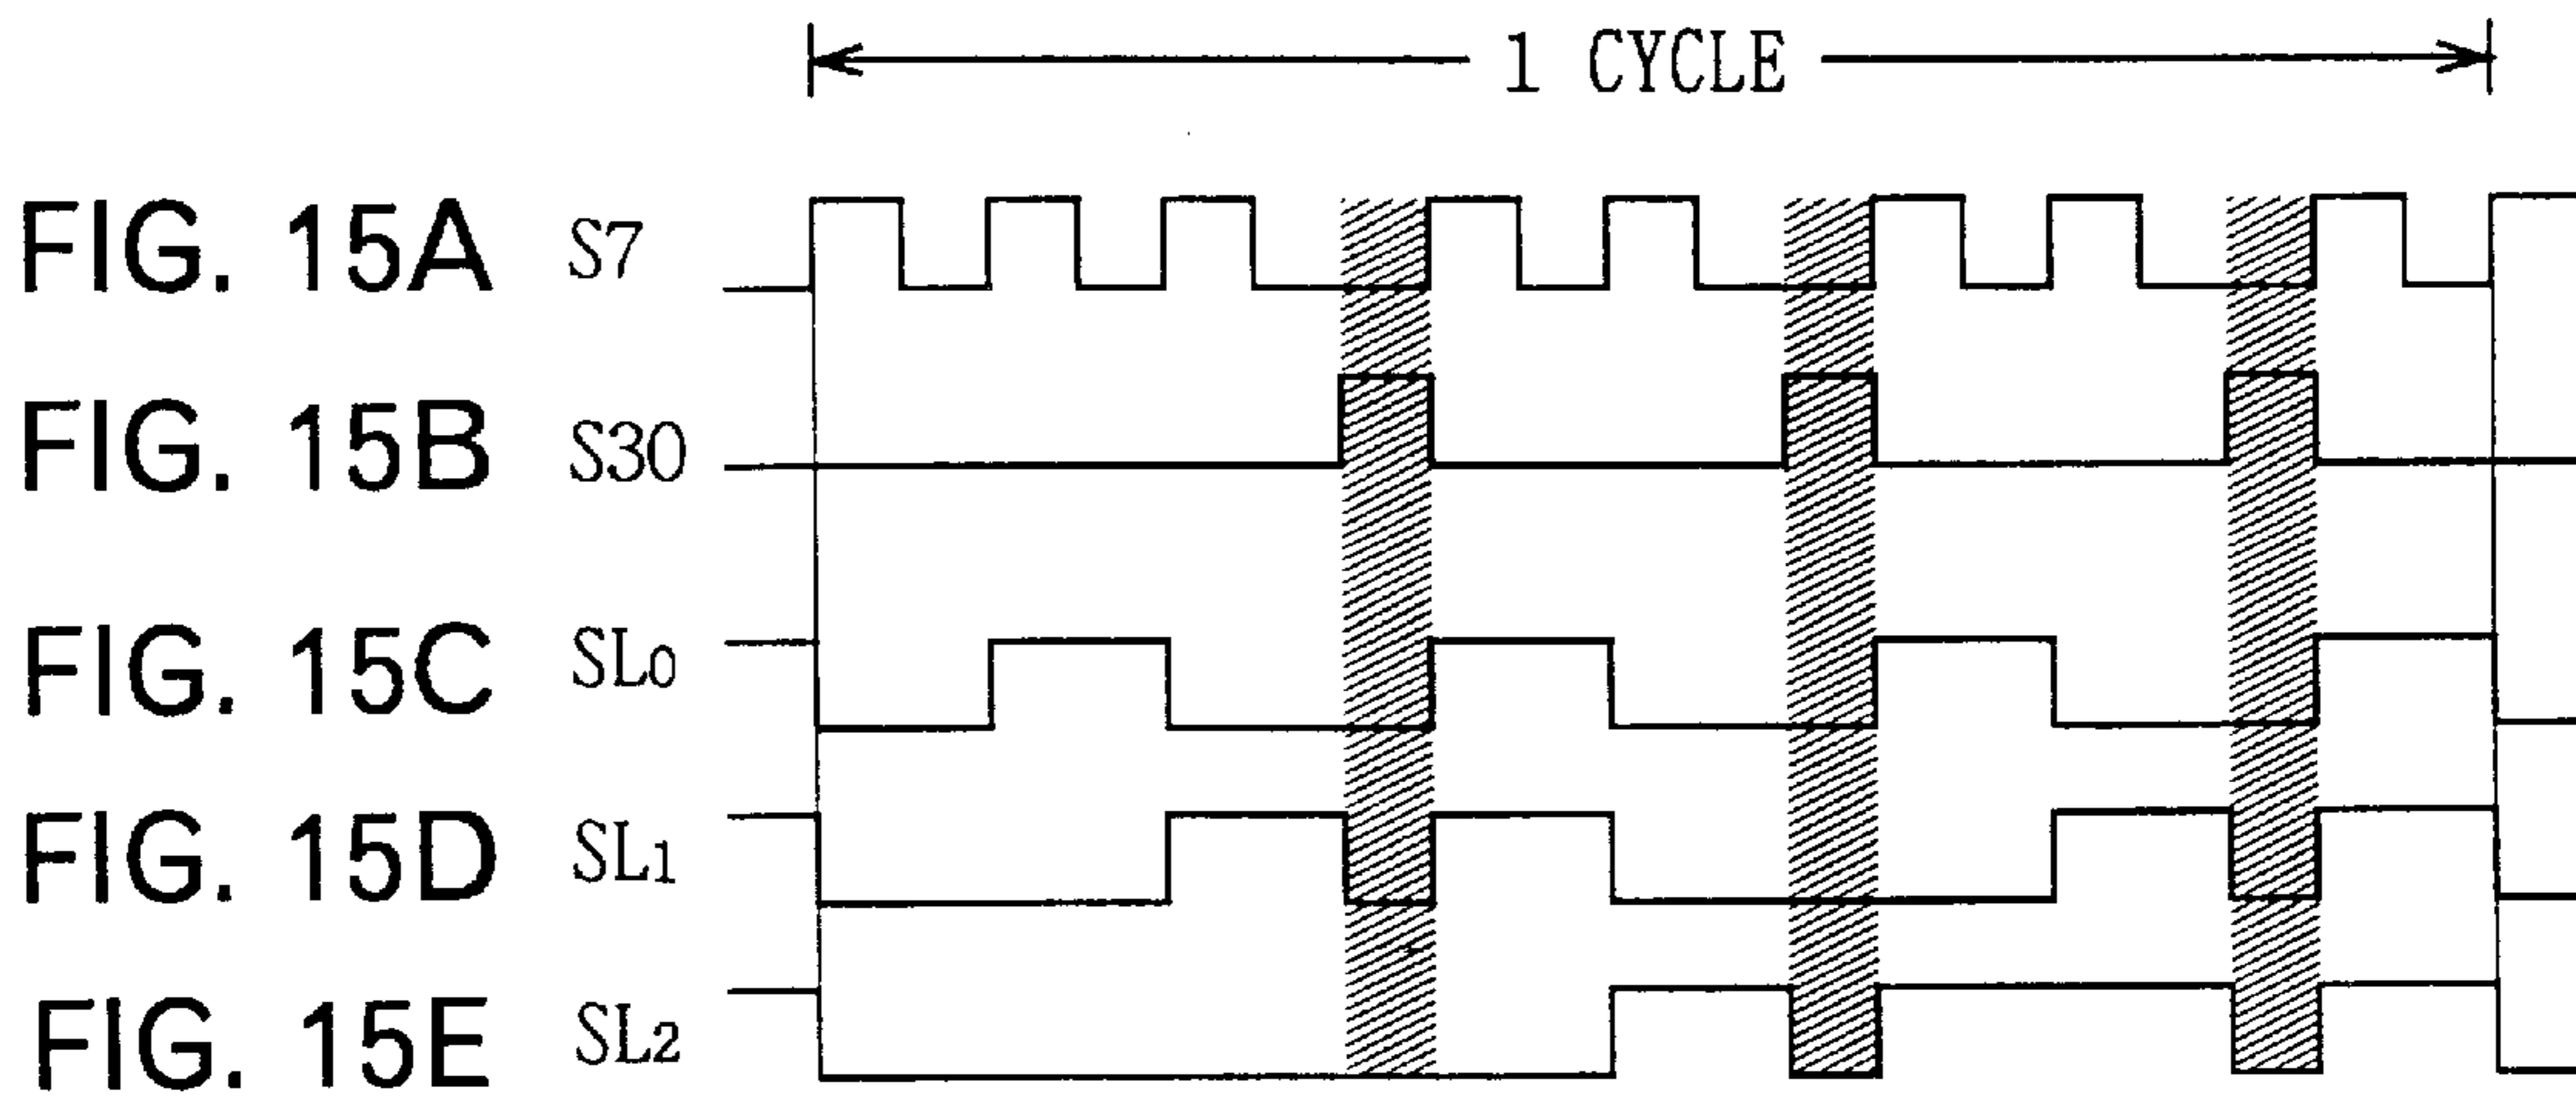 1 CYCLE
FIG. 15A S7
FIG. 15B S30
FIG. 15C SL0
FIG. 15D SL1
FIG. 15E SL2